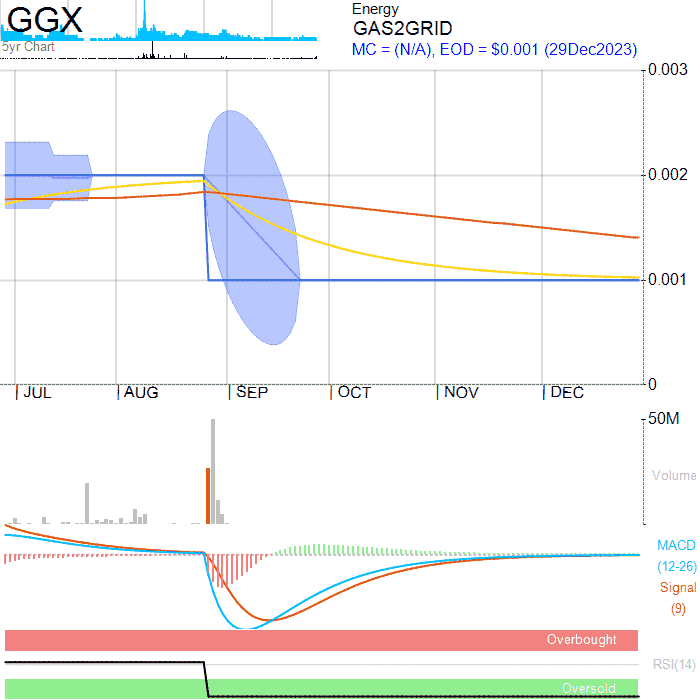 GGX
5yr Chart
Energy
GAS2GRID
MC = (N/A), EOD = $0.001 (29Dec2023)
0.003
0.002
0.001
0
JUL AUG SEP OCT NOV DEC
50M
Volume
MACD
(12-26)
Signal
(9)
Overbought
RSI(14)
Oversold